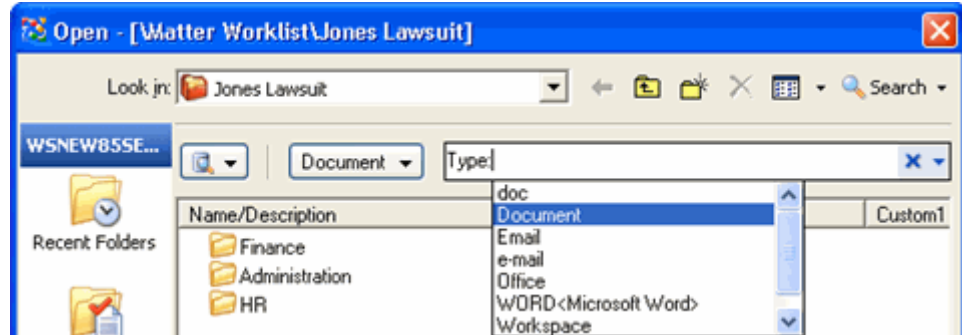 Open - [\Matter Worklist\Jones Lawsuit]
Look in: Jones Lawsuit Search
WSNEW85SE...
Document Type:
doc
Name/Description Document Custom1
Recent Folders
Finance
Email
e-mail
Administration
Office
HR
WORD<Microsoft Word>
Workspace